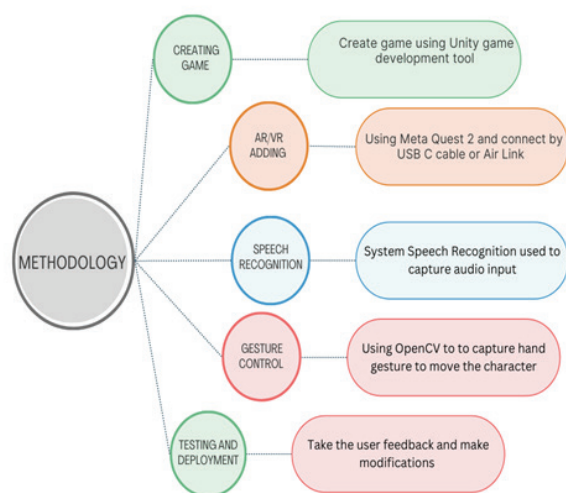 METHODOLOGY
CREATING
GAME
Create game using Unity game
development tool
AR/VR
ADDING
Using Meta Quest 2 and connect by
USB C cable or Air Link
SPEECH
RECOGNITION
System Speech Recognition used to
capture audio input
GESTURE
CONTROL
Using OpenCV to to capture hand
gesture to move the character
TESTING AND
DEPLOYMENT
Take the user feedback and make
modifications